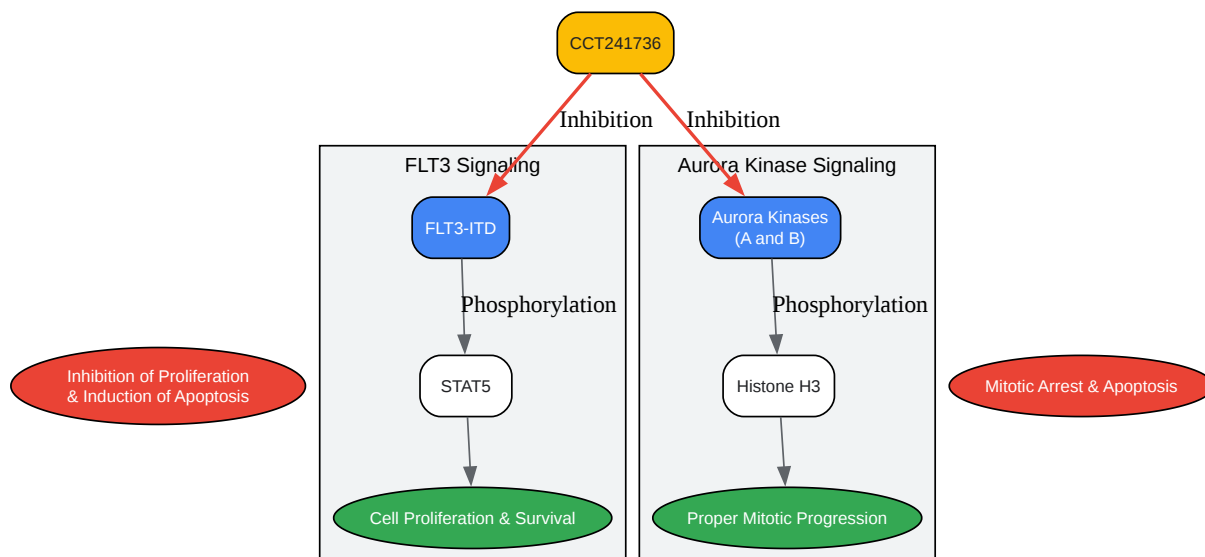 CCT241736
Inhibition
Inhibition
FLT3 Signaling
Aurora Kinase Signaling
FLT3-ITD
Aurora Kinases
(A and B)
Phosphorylation
Phosphorylation
Inhibition of Proliferation
& Induction of Apoptosis
STAT5
Histone H3
Mitotic Arrest & Apoptosis
Cell Proliferation & Survival
Proper Mitotic Progression